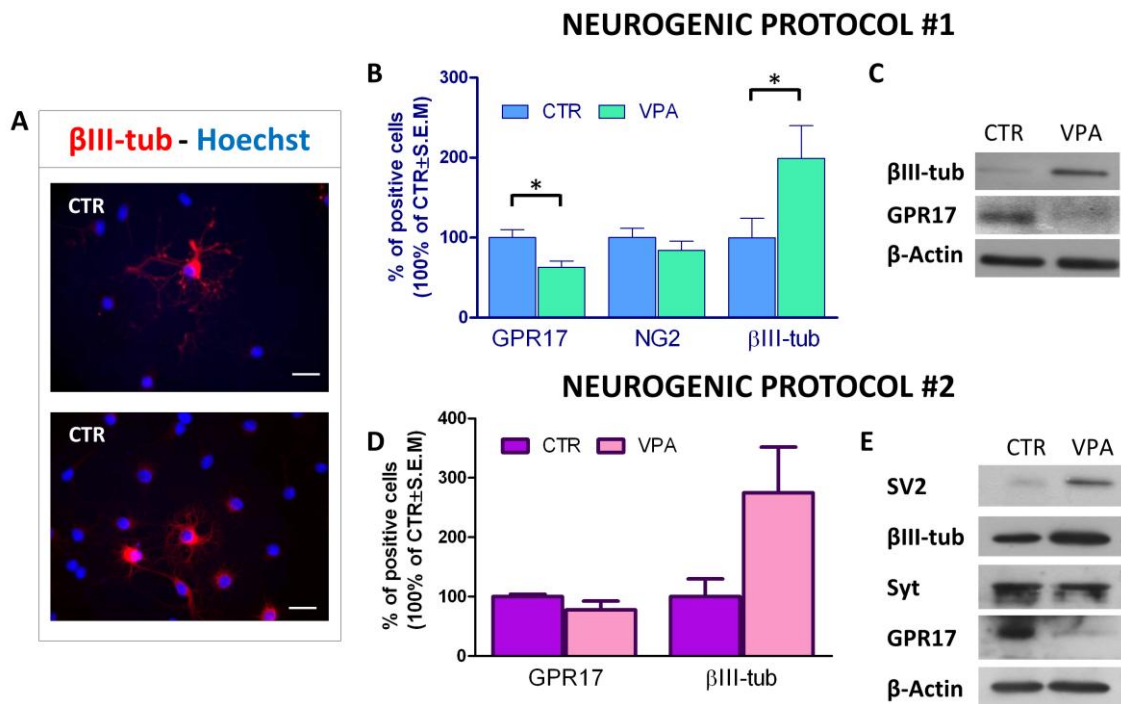 NEUROGENIC PROTOCOL #1
A
βIII-tub - Hoechst
CTR
CTR
B
% of positive cells
(100% of CTR±S.E.M)
300
200
100
0
CTR VPA
*
*
GPR17 NG2 βIII-tub
C
CTR VPA
βIII-tub
GPR17
β-Actin
NEUROGENIC PROTOCOL #2
D
% of positive cells
(100% of CTR±S.E.M)
400
300
200
100
0
CTR VPA
GPR17 βIII-tub
E
CTR VPA
SV2
βIII-tub
Syt
GPR17
β-Actin